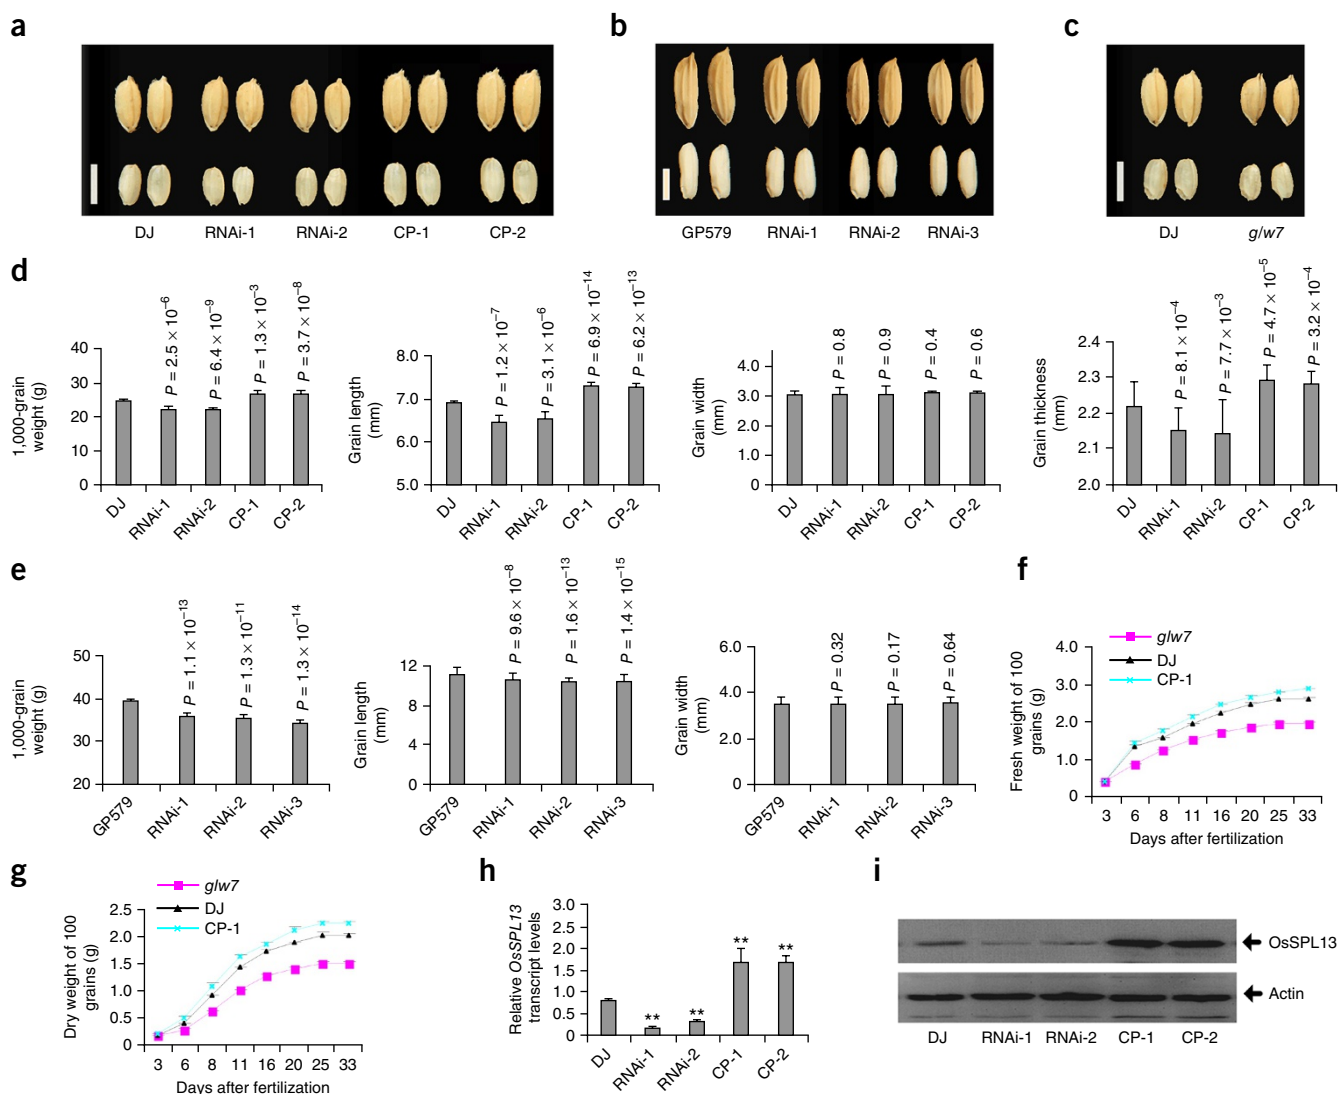 a
b
c
DJ RNAi-1 RNAi-2 CP-1 CP-2
GP579 RNAi-1 RNAi-2 RNAi-3
DJ glw7
d
1,000-grain
weight (g)
40
30
20
10
0
P = 2.5 × 10–6
P = 6.4 × 10–9
P = 1.3 × 10–3
P = 3.7 × 10–8
DJ RNAi-1 RNAi-2 CP-1 CP-2
Grain length
(mm)
8.0
7.0
6.0
5.0
P = 1.2 × 10–7
P = 3.1 × 10–6
P = 6.9 × 10–14
P = 6.2 × 10–13
DJ RNAi-1 RNAi-2 CP-1 CP-2
Grain width
(mm)
4.0
3.0
2.0
1.0
0
P = 0.8
P = 0.9
P = 0.4
P = 0.6
DJ RNAi-1 RNAi-2 CP-1 CP-2
Grain thickness
(mm)
2.4
2.3
2.2
2.1
2.0
P = 8.1 × 10–4
P = 7.7 × 10–3
P = 4.7 × 10–5
P = 3.2 × 10–4
DJ RNAi-1 RNAi-2 CP-1 CP-2
e
1,000-grain
weight (g)
50
40
30
20
P = 1.1 × 10–13
P = 1.3 × 10–11
P = 1.3 × 10–14
GP579 RNAi-1 RNAi-2 RNAi-3
Grain length
(mm)
12
8
4
0
P = 9.6 × 10–8
P = 1.6 × 10–13
P = 1.4 × 10–15
GP579 RNAi-1 RNAi-2 RNAi-3
Grain width
(mm)
6.0
4.0
2.0
0
P = 0.32
P = 0.17
P = 0.64
GP579 RNAi-1 RNAi-2 RNAi-3
f
glw7
DJ
CP-1
Fresh weight of 100
grains (g)
4.0
3.0
2.0
1.0
0
3 6 8 11 16 20 25 33
Days after fertilization
g
glw7
DJ
CP-1
Dry weight of 100
grains (g)
2.5
2.0
1.5
1.0
0.5
0
3 6 8 11 16 20 25 33
Days after fertilization
h
Relative OsSPL13
transcript levels
3.0
2.5
2.0
1.5
1.0
0.5
0
** ** ** **
DJ RNAi-1 RNAi-2 CP-1 CP-2
i
OsSPL13
Actin
DJ RNAi-1 RNAi-2 CP-1 CP-2